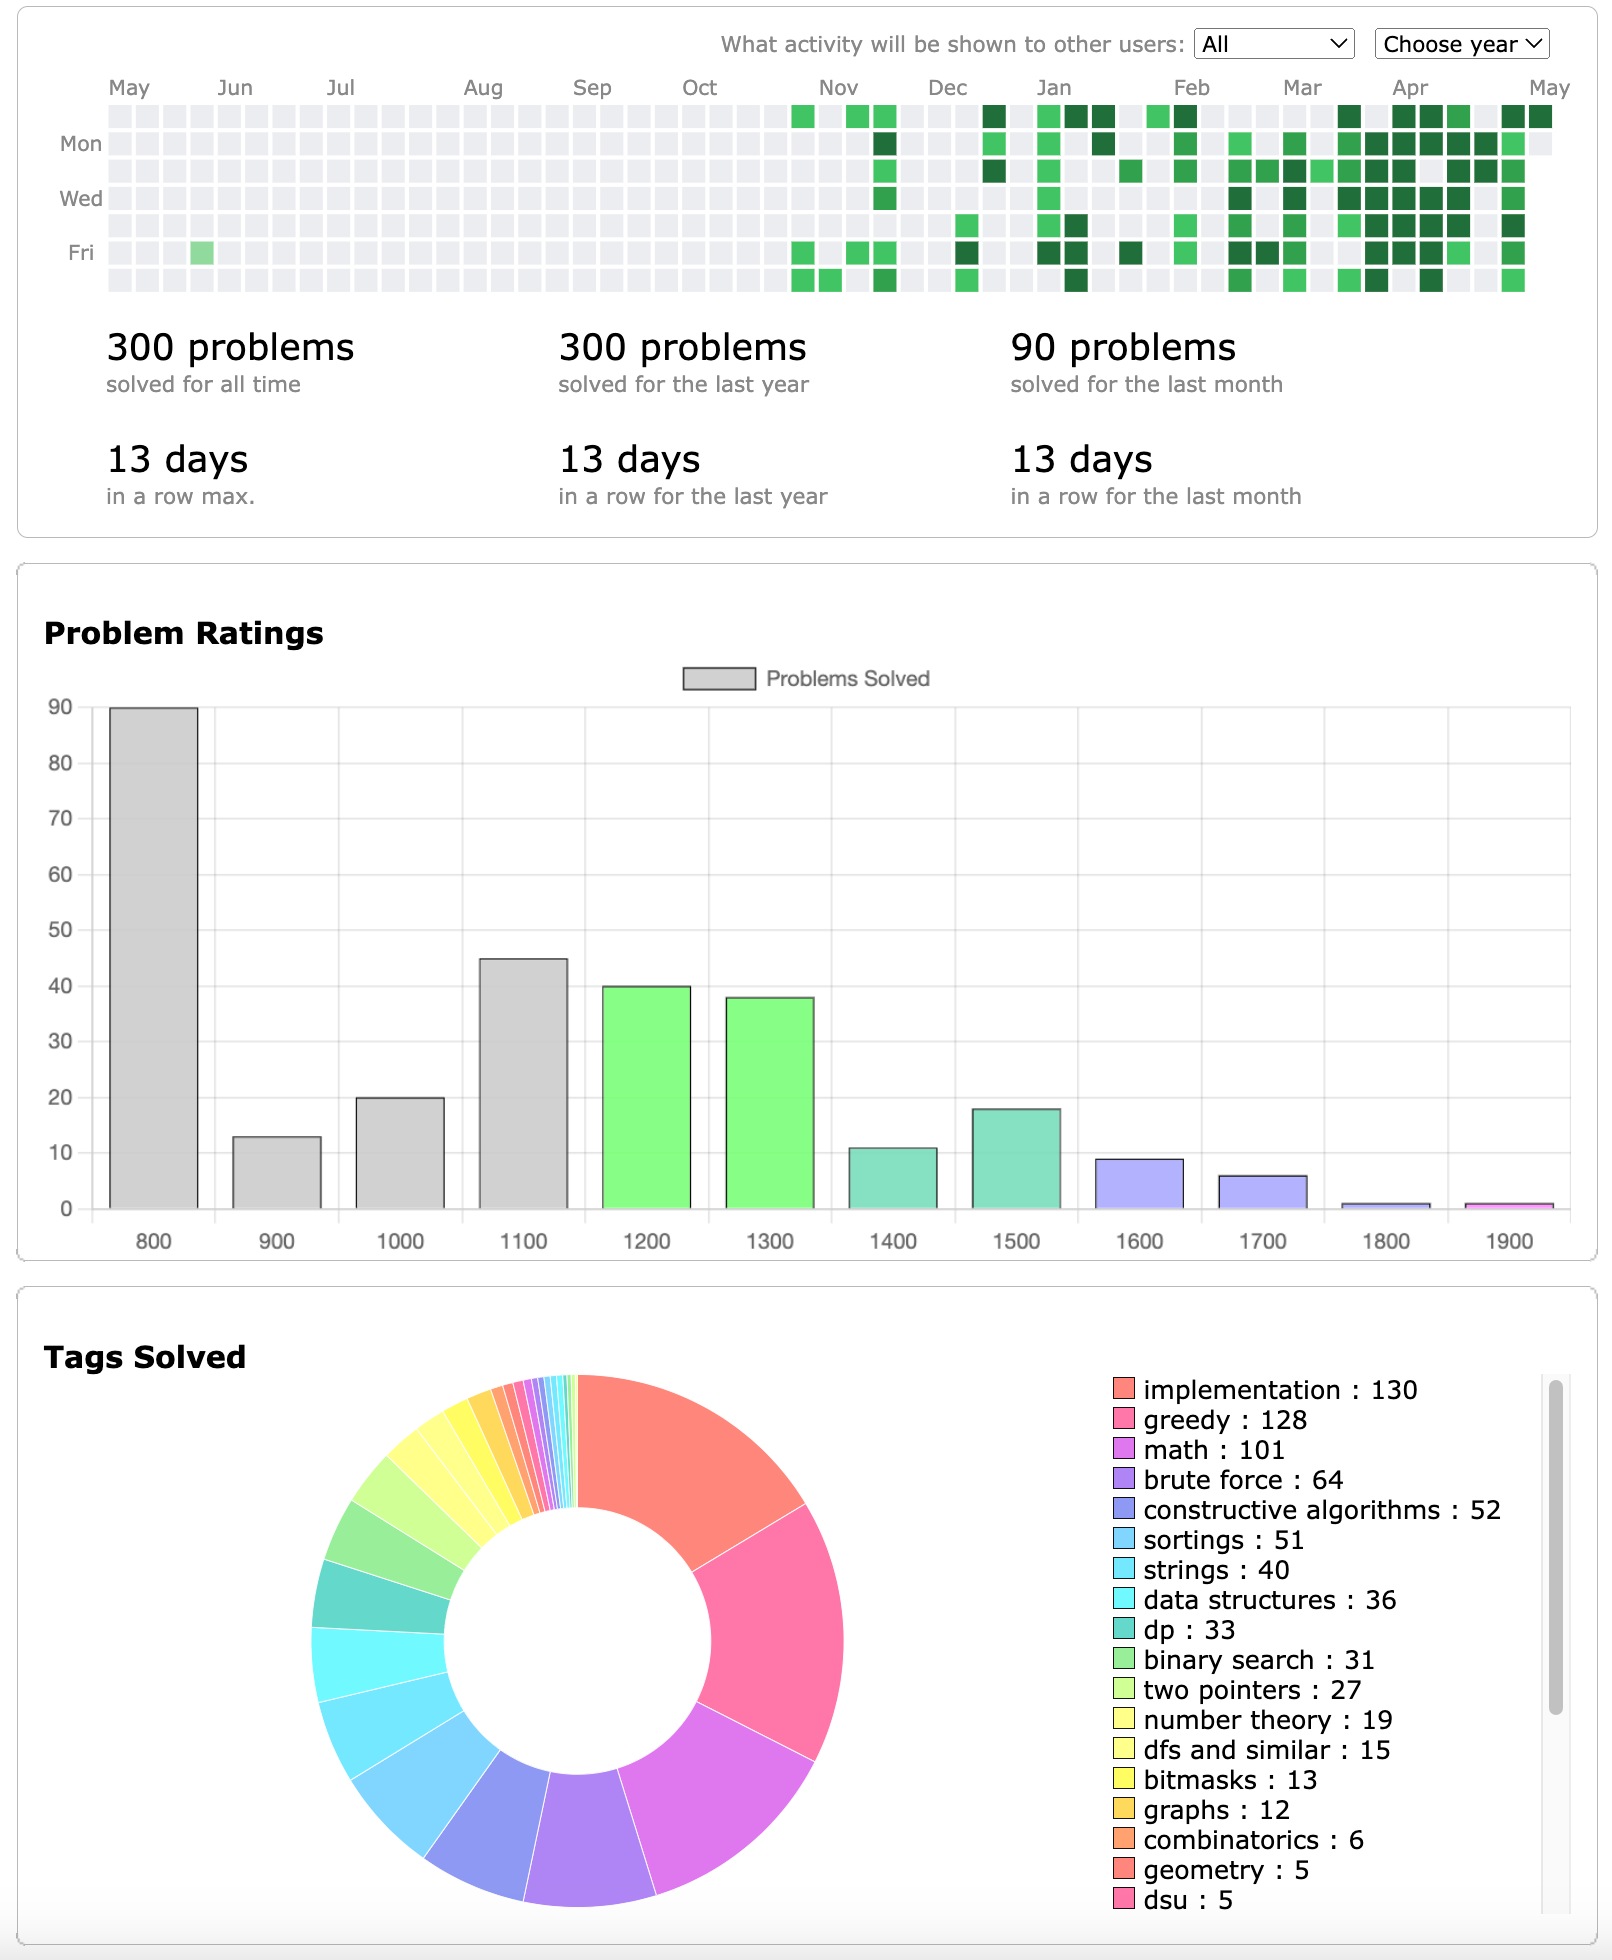 What activity will be shown to other users: All Choose year
May Jun Jul Aug Sep Oct Nov Dec Jan Feb Mar Apr May
Mon
Wed
Fri
300 problems 300 problems 90 problems
solved for all time solved for the last year solved for the last month
13 days 13 days 13 days
in a row max. in a row for the last year in a row for the last month
Problem Ratings
Problems Solved
90
80
70
60
50
40
30
20
10
0
800 900 1000 1100 1200 1300 1400 1500 1600 1700 1800 1900
Tags Solved
implementation : 130
greedy : 128
math : 101
brute force : 64
constructive algorithms : 52
sortings : 51
strings : 40
data structures : 36
dp : 33
binary search : 31
two pointers : 27
number theory : 19
dfs and similar : 15
bitmasks : 13
graphs : 12
combinatorics : 6
geometry : 5
dsu : 5